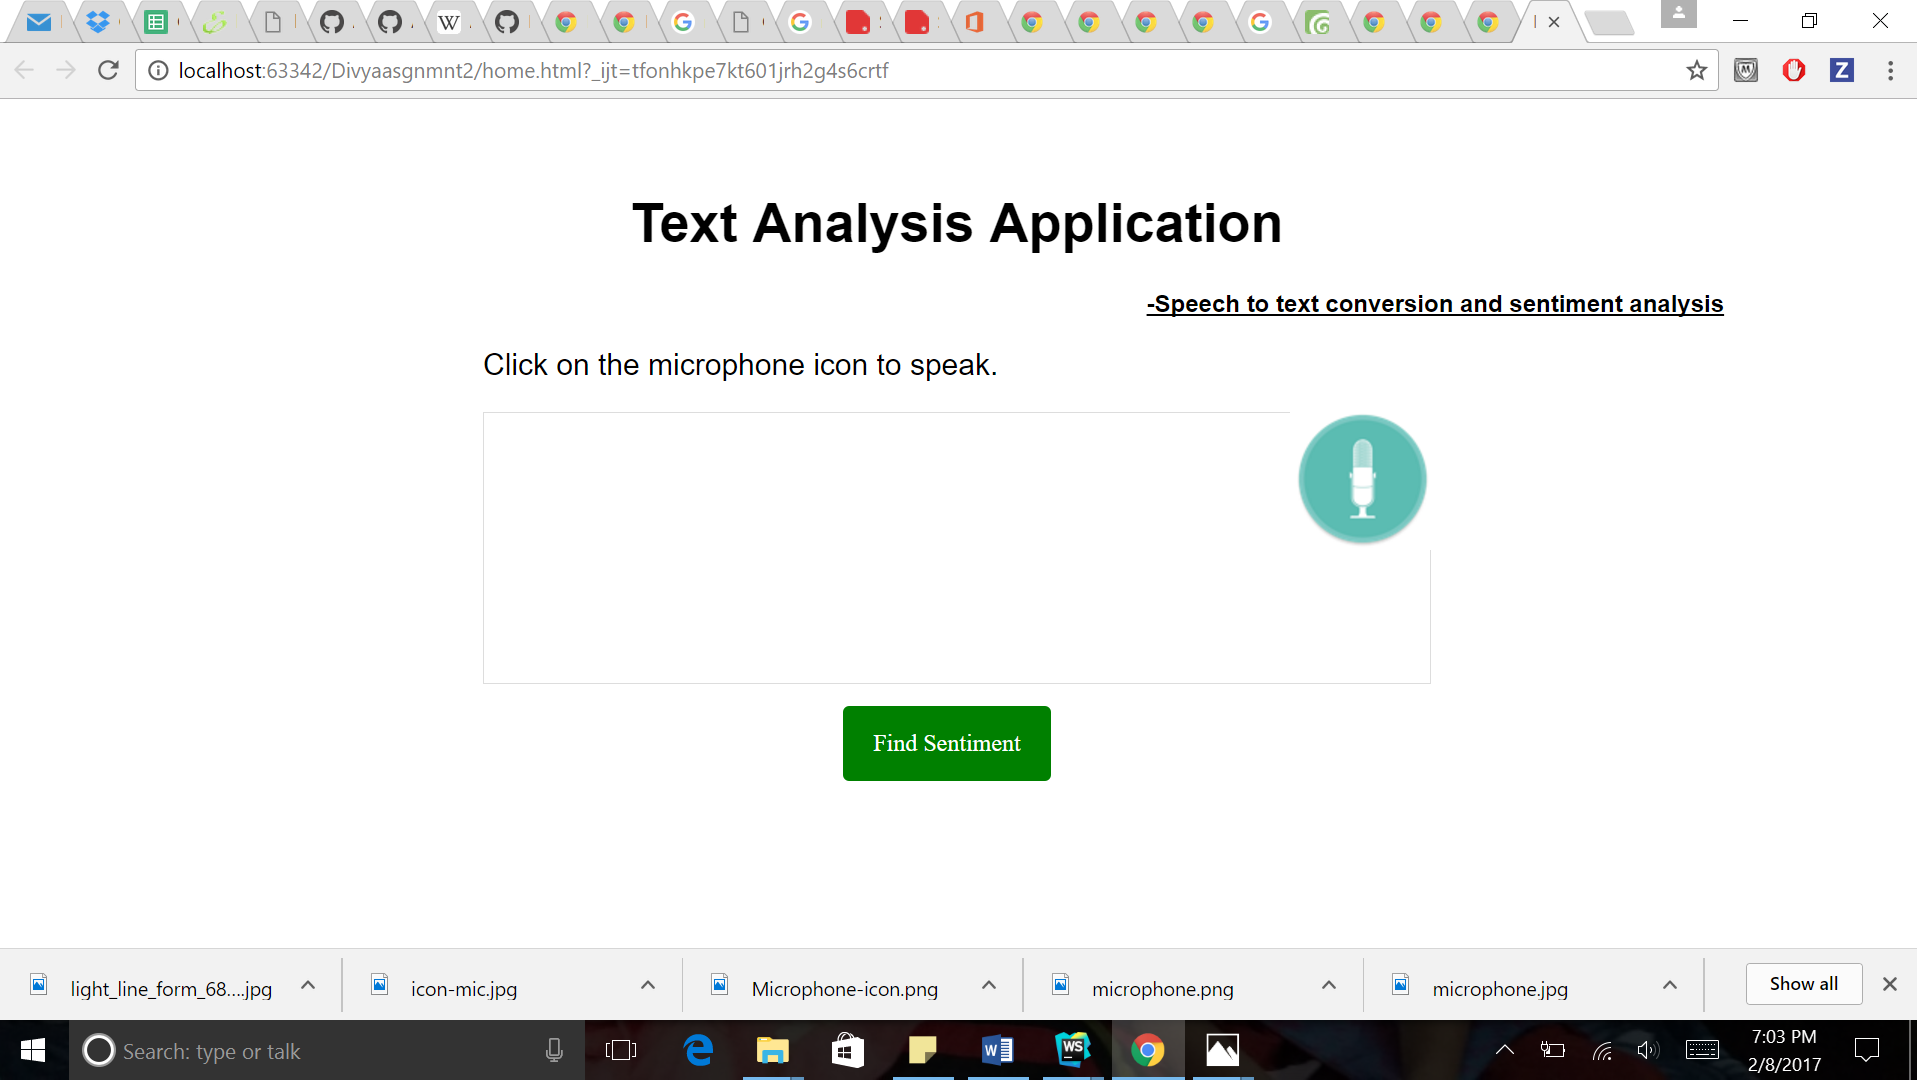 localhost:63342/Divyaasgnmnt2/home.html?_ijt=tfonhkpe7kt601jrh2g4s6crtf
Text Analysis Application
-Speech to text conversion and sentiment analysis
Click on the microphone icon to speak.
Find Sentiment
light_line_form_68....jpg
icon-mic.jpg
Microphone-icon.png
microphone.png
microphone.jpg
Show all
Search: type or talk
7:03 PM
2/8/2017